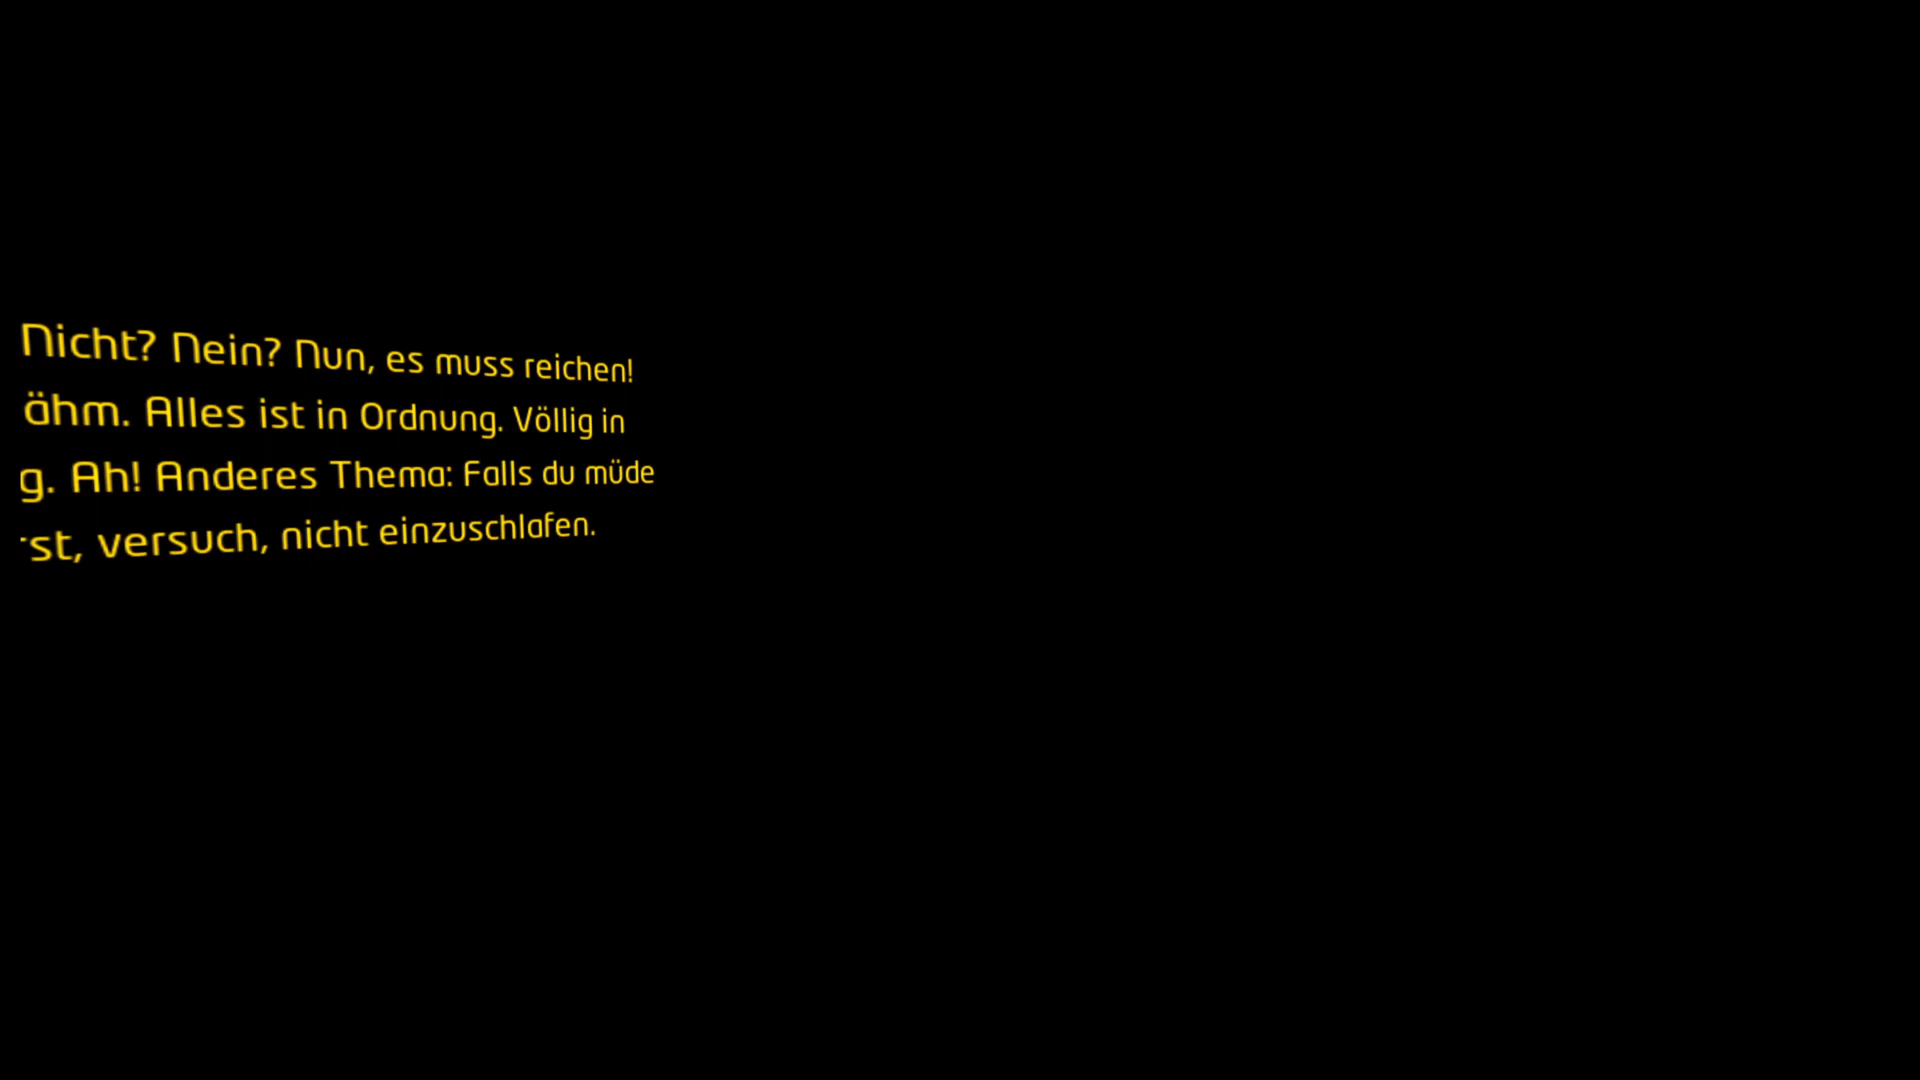 Nicht? Nein? Nun, es muss reichen!
ähm. Alles ist in Ordnung. Völlig in
g. Ah! Anderes Thema: Falls du müde
st, versuch, nicht einzuschlafen.